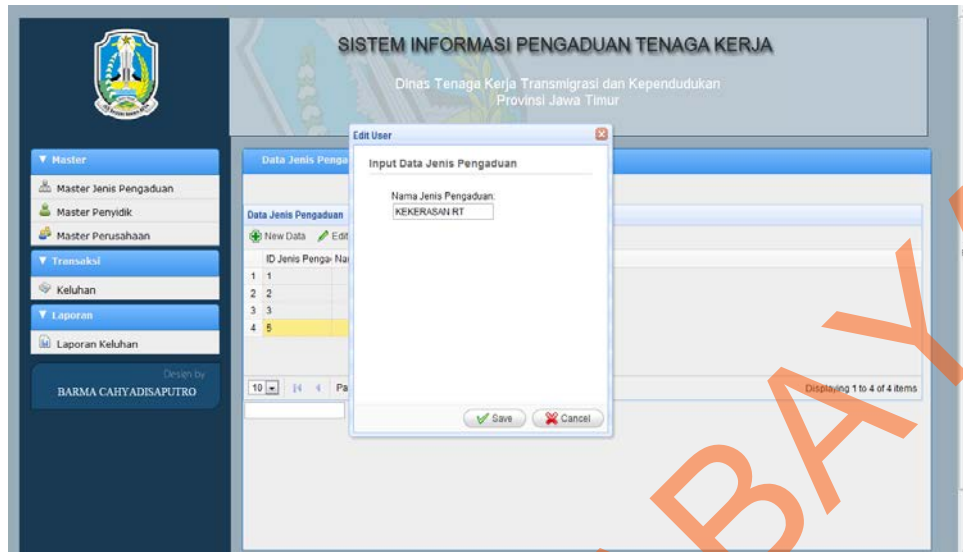 SISTEM INFORMASI PENGADUAN TENAGA KERJA
Dinas Tenaga Kerja Transmigrasi dan Kependudukan
Provinsi Jawa Timur
Master
Master Jenis Pengaduan
Master Penyidik
Master Perusahaan
Transaksi
Keluhan
Laporan
Laporan Keluhan
Design by
BARMA CAHYADISAPUTRO
Data Jenis Penga
Data Jenis Pengaduan
New Data Edit
ID Jenis Penga Na
1 1
2 2
3 3
4 5
10 Pa
Displaying 1 to 4 of 4 items
Edit User
Input Data Jenis Pengaduan
Nama Jenis Pengaduan:
KEKERASAN RT
Save Cancel
BAY